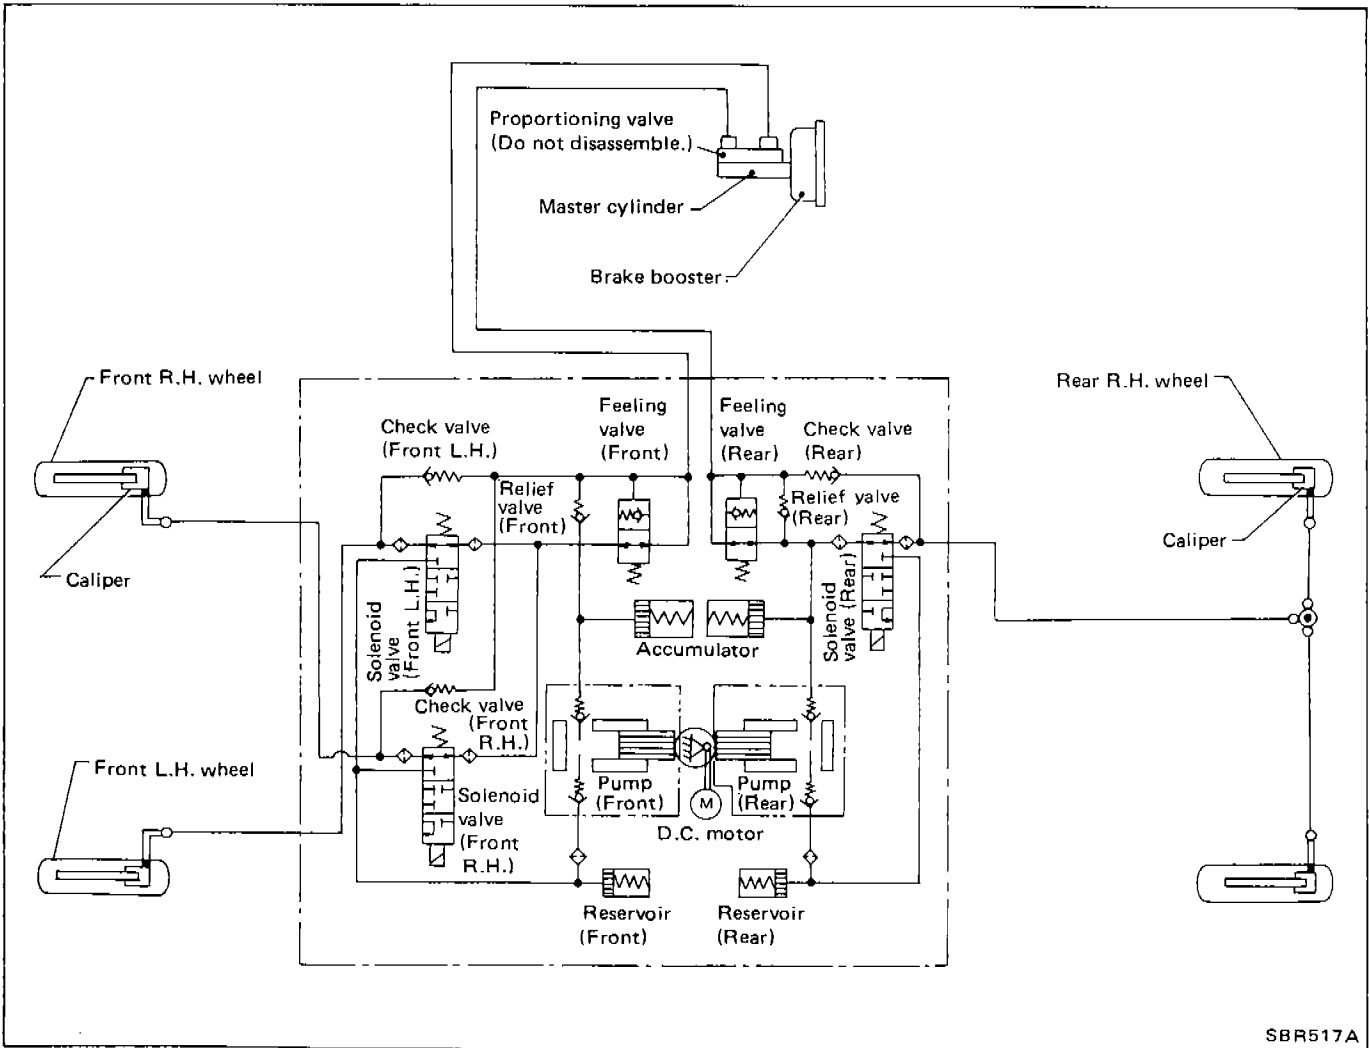 Proportioning valve
(Do not disassemble.)
Master cylinder
Brake booster
Front R.H. wheel
Caliper
Front L.H. wheel
Check valve
(Front L.H.)
Feeling
valve
(Front)
Feeling
valve
(Rear)
Check valve
(Rear)
Relief
valve
(Front)
Relief valve
(Rear)
Solenoid
valve
(Front L.H.)
Solenoid
valve (Rear)
Accumulator
Check valve
(Front
R.H.)
Solenoid
valve
(Front
R.H.)
Pump
(Front)
Pump
(Rear)
M
D.C. motor
Reservoir
(Front)
Reservoir
(Rear)
Rear R.H. wheel
Caliper
SBR517A